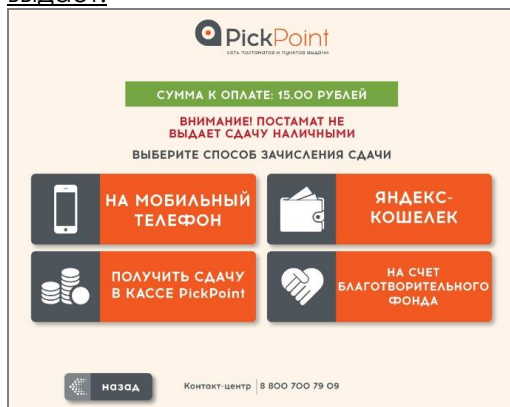 выдает.
PickPoint
сеть постаматов и пунктов выдачи
СУММА К ОПЛАТЕ: 15.00 РУБЛЕЙ
ВНИМАНИЕ! ПОСТАМАТ НЕ
ВЫДАЕТ СДАЧУ НАЛИЧНЫМИ
ВЫБЕРИТЕ СПОСОБ ЗАЧИСЛЕНИЯ СДАЧИ
НА МОБИЛЬНЫЙ
ТЕЛЕФОН
ЯНДЕКС-
КОШЕЛЕК
ПОЛУЧИТЬ СДАЧУ
В КАССЕ PickPoint
НА СЧЕТ
БЛАГОТВОРИТЕЛЬНОГО
ФОНДА
назад
Контакт-центр 8 800 700 79 09